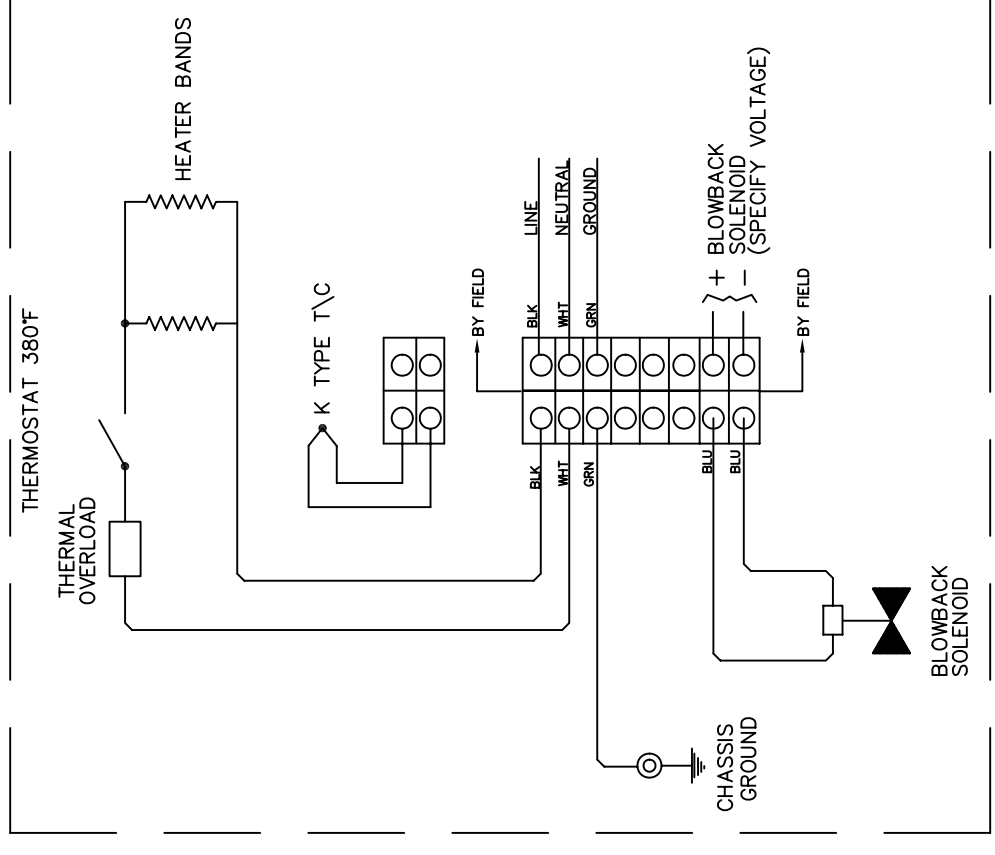 THERMOSTAT 380°F
THERMAL
OVERLOAD
HEATER BANDS
K TYPE T\C
BY FIELD
LINE
NEUTRAL
GROUND
BLK
WHT
GRN
BLK
WHT
GRN
BLU
BLU
+
-
BLOWBACK
SOLENOID
(SPECIFY VOLTAGE)
BY FIELD
CHASSIS
GROUND
BLOWBACK
SOLENOID